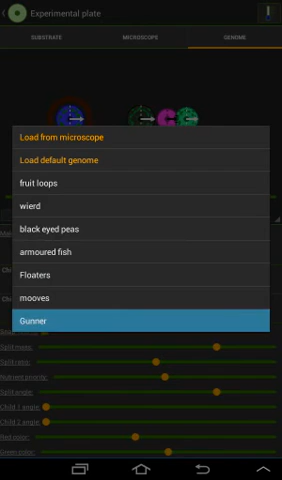 Experimental plate
SUBSTRATE MICROSCOPE GENOME
Load from microscope
Load default genome
fruit loops
wierd
black eyed peas
armoured fish
Floaters
mooves
Gunner
Split mass:
Split ratio:
Nutrient priority:
Split angle:
Child 1 angle:
Child 2 angle:
Red color:
Green color: